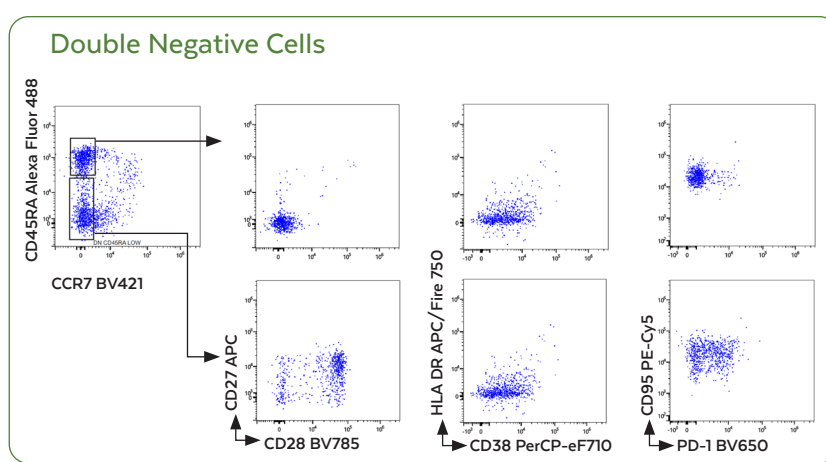 Double Negative Cells
CD45RA Alexa Fluor 488
DN CD45RA LOW
CCR7 BV421
CD27 APC
CD28 BV785
HLA DR APC/Fire 750
CD38 PerCP-eF710
CD95 PE-Cy5
PD-1 BV650